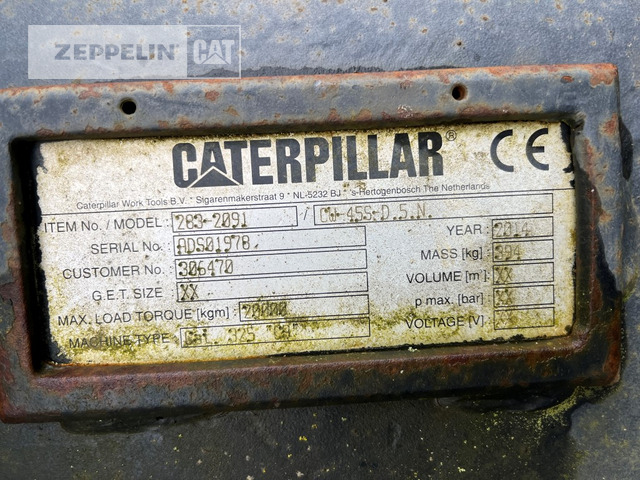 ZEPPELIN CAT
CATERPILLAR® CE
Caterpillar Work Tools B.V. * Sigarenmakerstraat 9 * NL-5232 BJ * 's-Hertogenbosch The Netherlands
ITEM No. / MODEL : 283-2091 / CW-45S-D.5.N.
SERIAL No. : ADS01978. YEAR : 2014
CUSTOMER No. : 306470 MASS [kg] : 394
G.E.T. SIZE : XX VOLUME [m³] : XX
MAX. LOAD TORQUE [kgm] : 20000 p max. [bar] : XX
MACHINE TYPE : 325 VOLTAGE [V] :